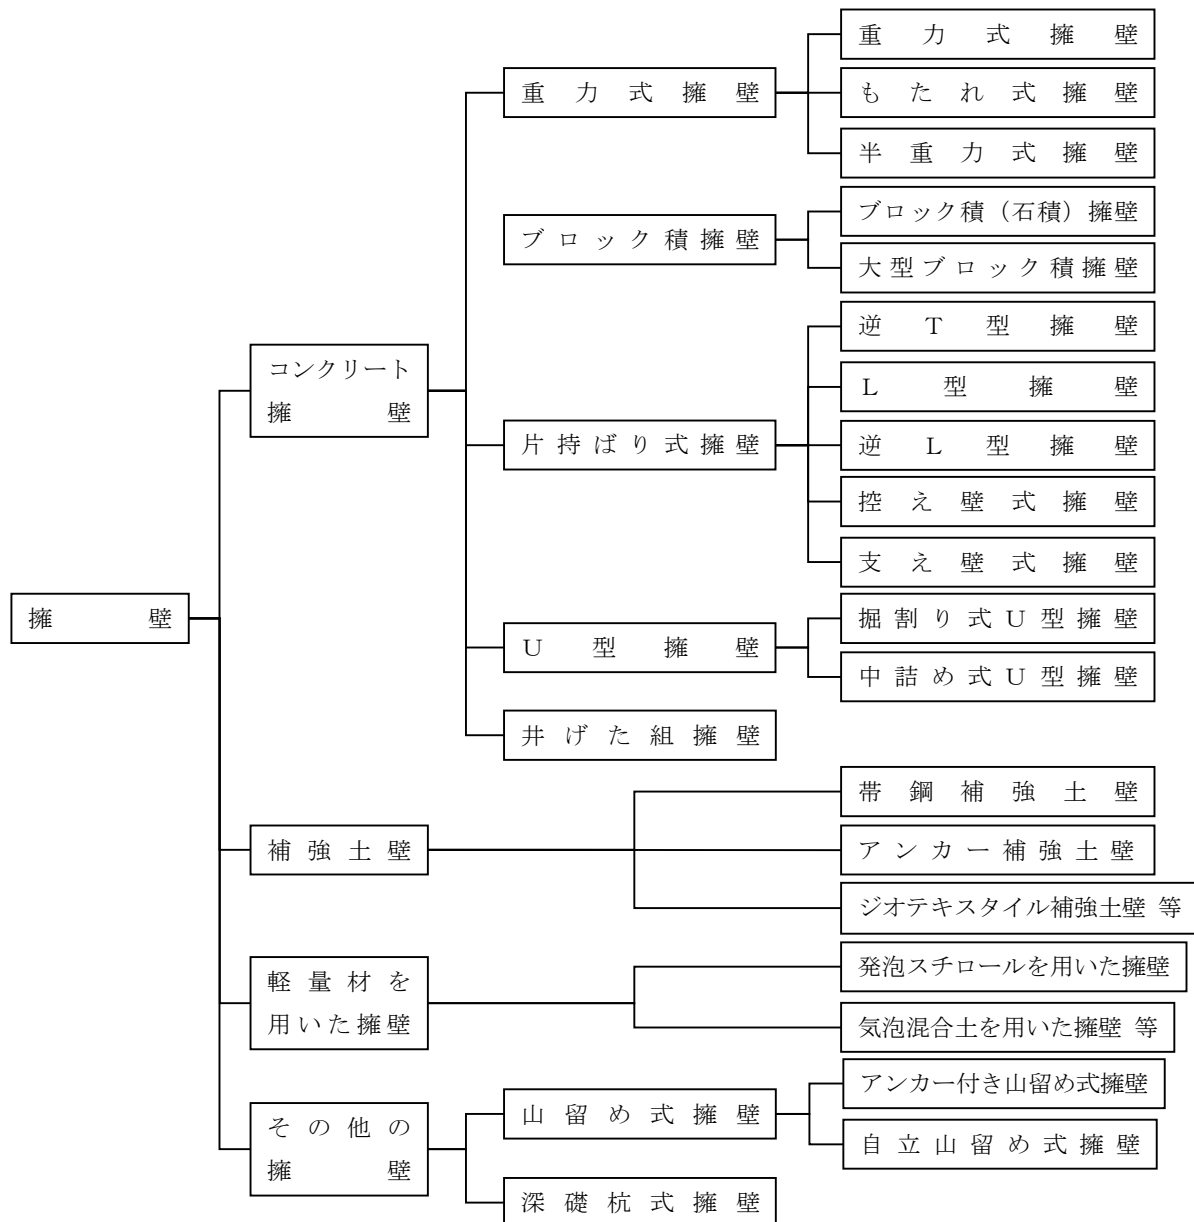 重力式擁壁
重力式擁壁
もたれ式擁壁
半重力式擁壁
ブロック積擁壁
ブロック積（石積）擁壁
大型ブロック積擁壁
コンクリート
擁壁
片持ばり式擁壁
逆T型擁壁
L型擁壁
逆L型擁壁
控え壁式擁壁
支え壁式擁壁
擁壁
U型擁壁
掘割り式U型擁壁
中詰め式U型擁壁
井げた組擁壁
補強土壁
帯鋼補強土壁
アンカー補強土壁
ジオテキスタイル補強土壁 等
軽量材を
用いた擁壁
発泡スチロールを用いた擁壁
気泡混合土を用いた擁壁 等
その他の
擁壁
山留め式擁壁
アンカー付き山留め式擁壁
自立山留め式擁壁
深礎杭式擁壁